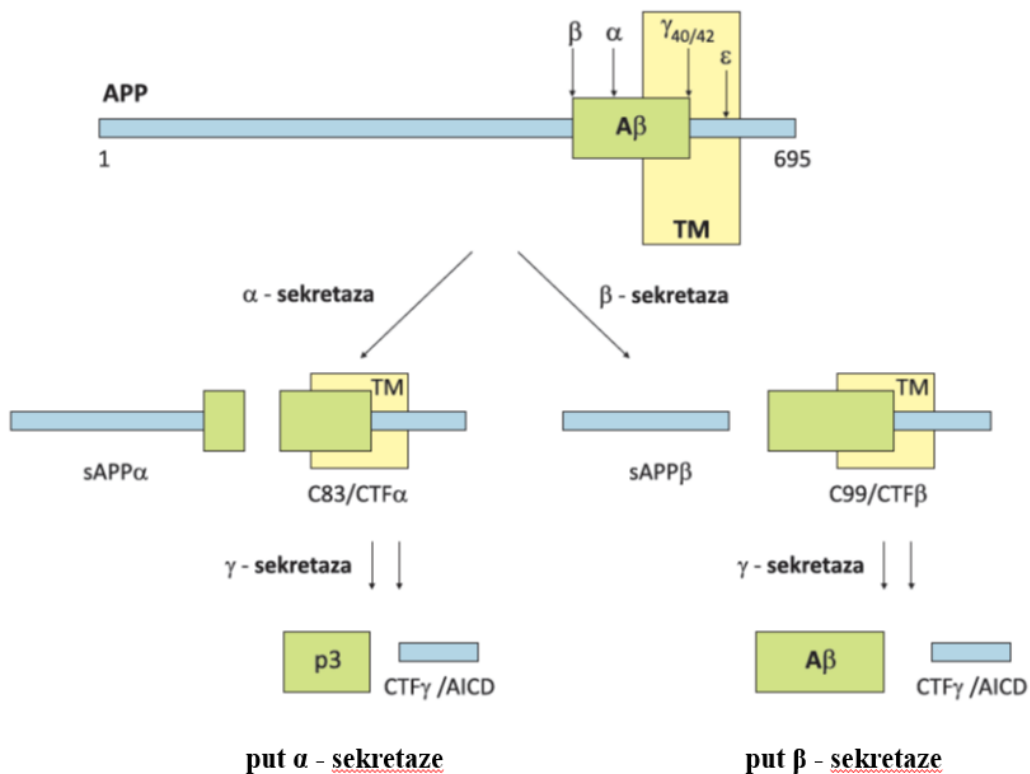 β α γ40/42
ε
APP
Aβ
1 695
TM
α - sekretaza β - sekretaza
TM TM
sAPPα sAPPβ
C83/CTFα C99/CTFβ
γ - sekretaza γ - sekretaza
p3 Aβ
CTFγ /AICD CTFγ /AICD
put α - sekretaze put β - sekretaze